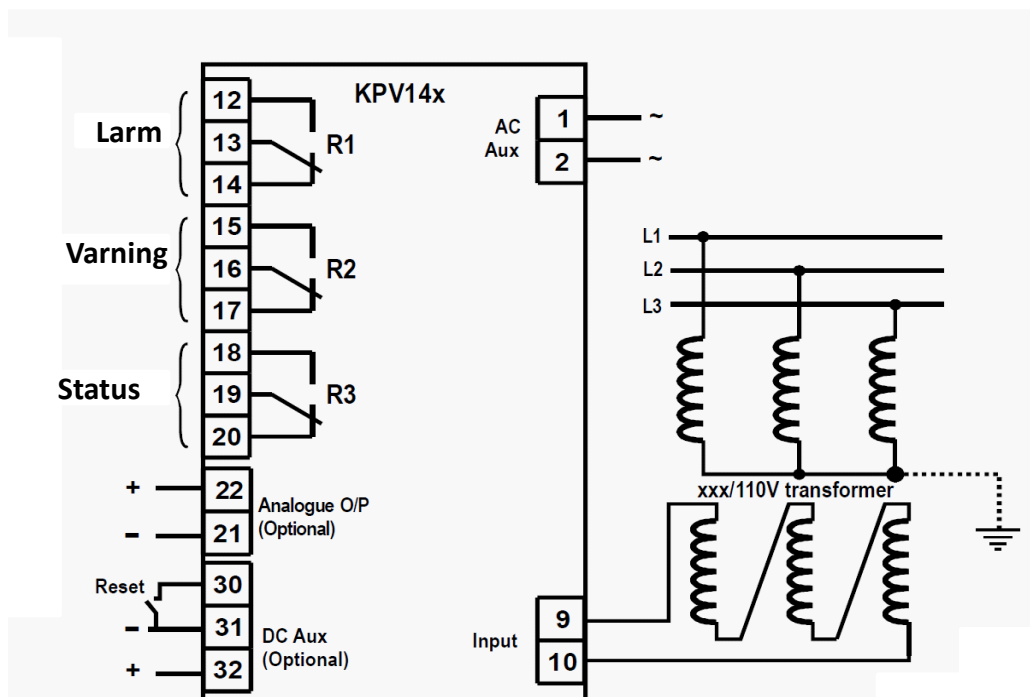 KPV14x
Larm
12
13
14
R1
Varning
15
16
17
R2
Status
18
19
20
R3
+
22
-
21
Analogue O/P
(Optional)
Reset
30
-
31
+
32
DC Aux
(Optional)
AC
Aux
1
~
2
~
L1
L2
L3
xxx/110V transformer
Input
9
10